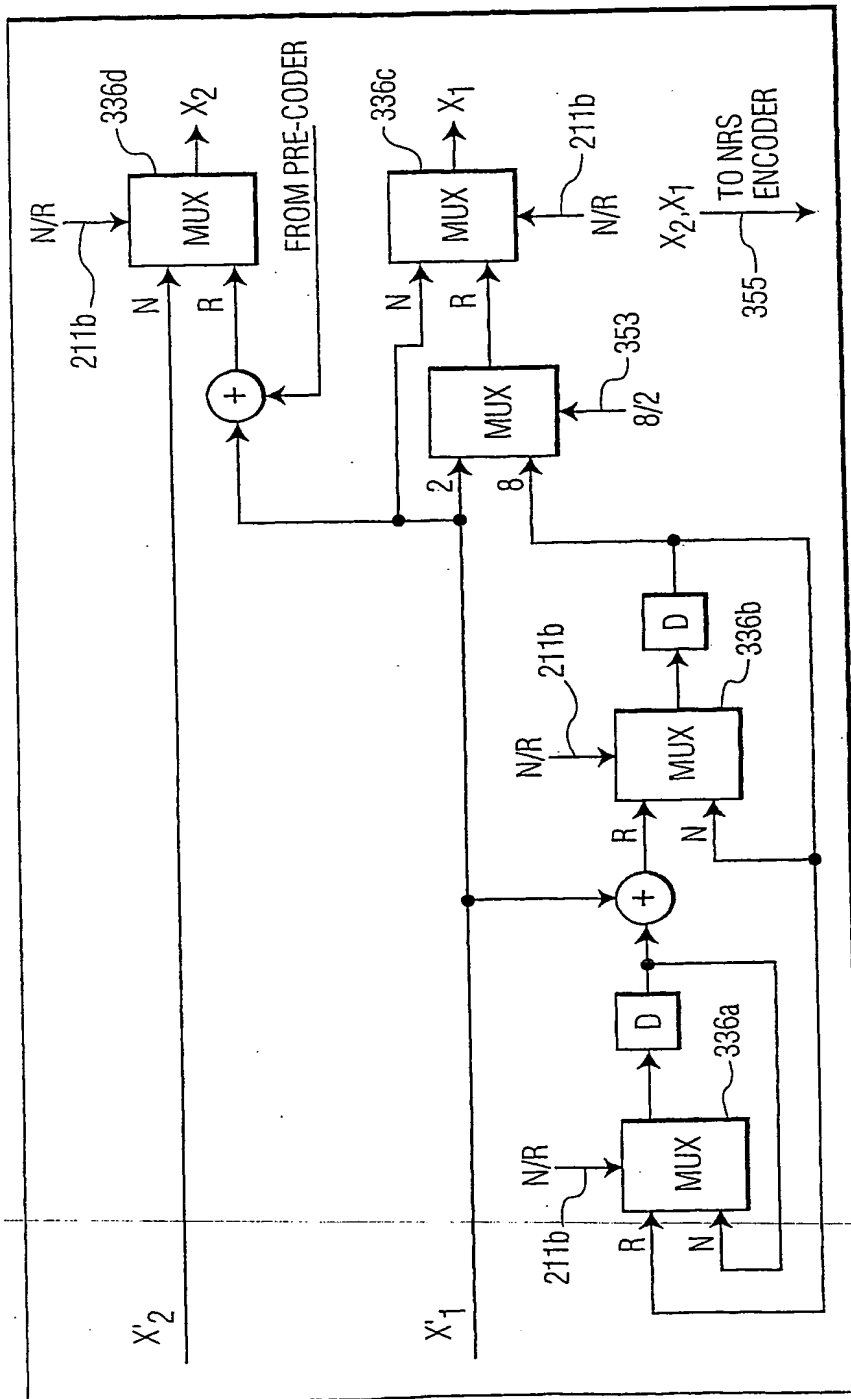 X'2
X'1
N/R
211b
336d
MUX
X2
N
R
+
FROM PRE-CODER
336c
MUX
X1
N
R
211b
N/R
MUX
2
8
353
8/2
X2,X1
TO NRS
ENCODER
355
N/R
211b
336a
MUX
R
N
D
+
N/R
211b
336b
MUX
R
N
D